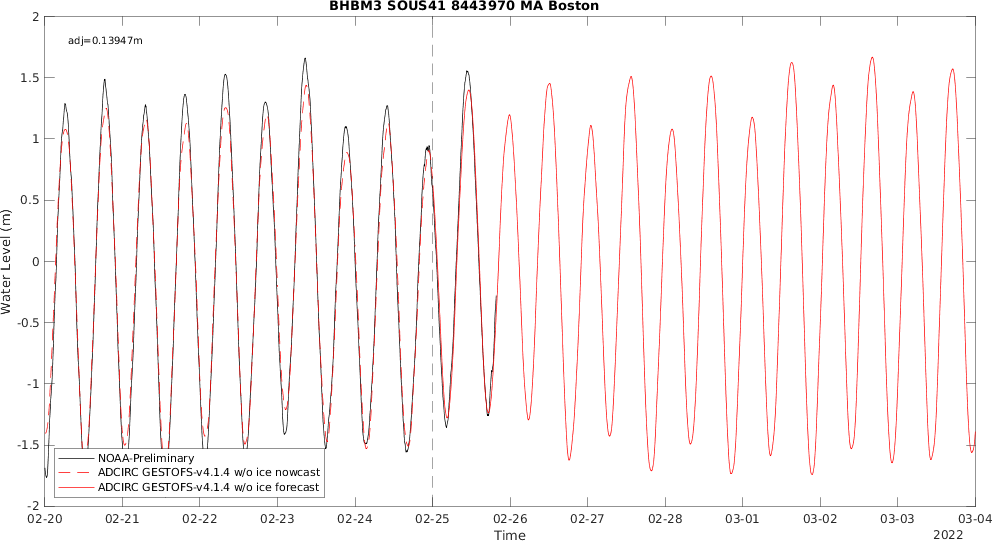 BHBM3 SOUS41 8443970 MA Boston
adj=0.13947m
2
1.5
1
0.5
0
-0.5
-1
-1.5
-2
Water Level (m)
NOAA-Preliminary
ADCIRC GESTOFS-v4.1.4 w/o ice nowcast
ADCIRC GESTOFS-v4.1.4 w/o ice forecast
02-20 02-21 02-22 02-23 02-24 02-25 02-26 02-27 02-28 03-01 03-02 03-03 03-04
Time
2022